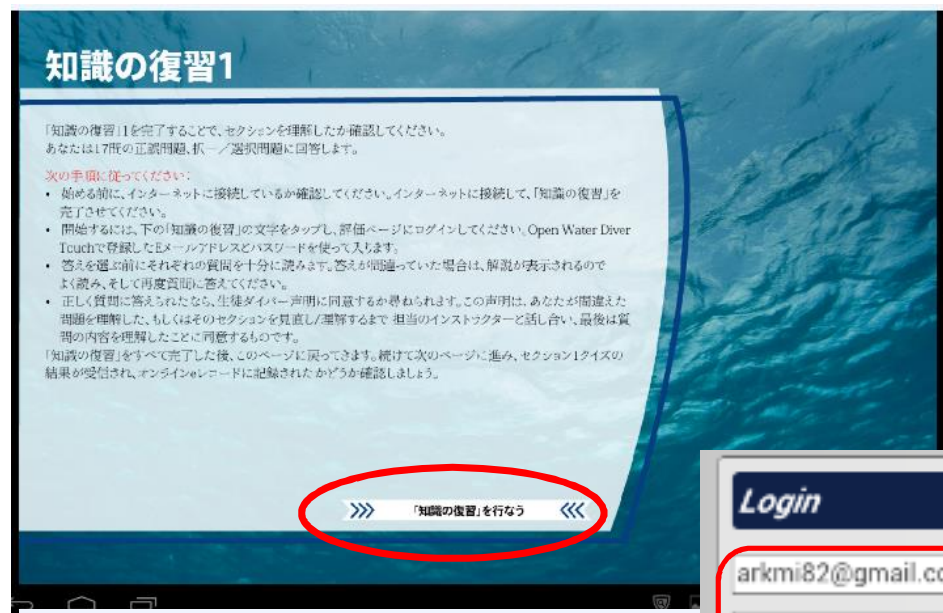 知識の復習1
「知識の復習」1を完了することで、セクションを理解したか確認してください。
あなたは17問の正誤問題、択一／選択問題に回答します。
次の手順に従ってください：
• 始める前に、インターネットに接続しているか確認してください。インターネットに接続して、「知識の復習」を
完了させてください。
• 開始するには、下の「知識の復習」の文字をタップし、評価ページにログインしてください。Open Water Diver
Touchで登録したEメールアドレスとパスワードを使って入ります。
• 答えを選ぶ前にそれぞれの質問を十分に読みます。答えが間違っていた場合は、解説が表示されるので
よく読み、そして再度質問に答えてください。
• 正しく質問に答えられたなら、生徒ダイバー声明に同意するか尋ねられます。この声明は、あなたが間違えた
問題を理解した、もしくはそのセクションを見直し/理解するまで 担当のインストラクターと話し合い、最後は質
問の内容を理解したことに同意するものです。
「知識の復習」をすべて完了した後、このページに戻ってきます。続けて次のページに進み、セクション1クイズの
結果が受信され、オンラインeレコードに記録されたかどうか確認しましょう。
「知識の復習」を行なう
Login
arkmi82@gmail.co